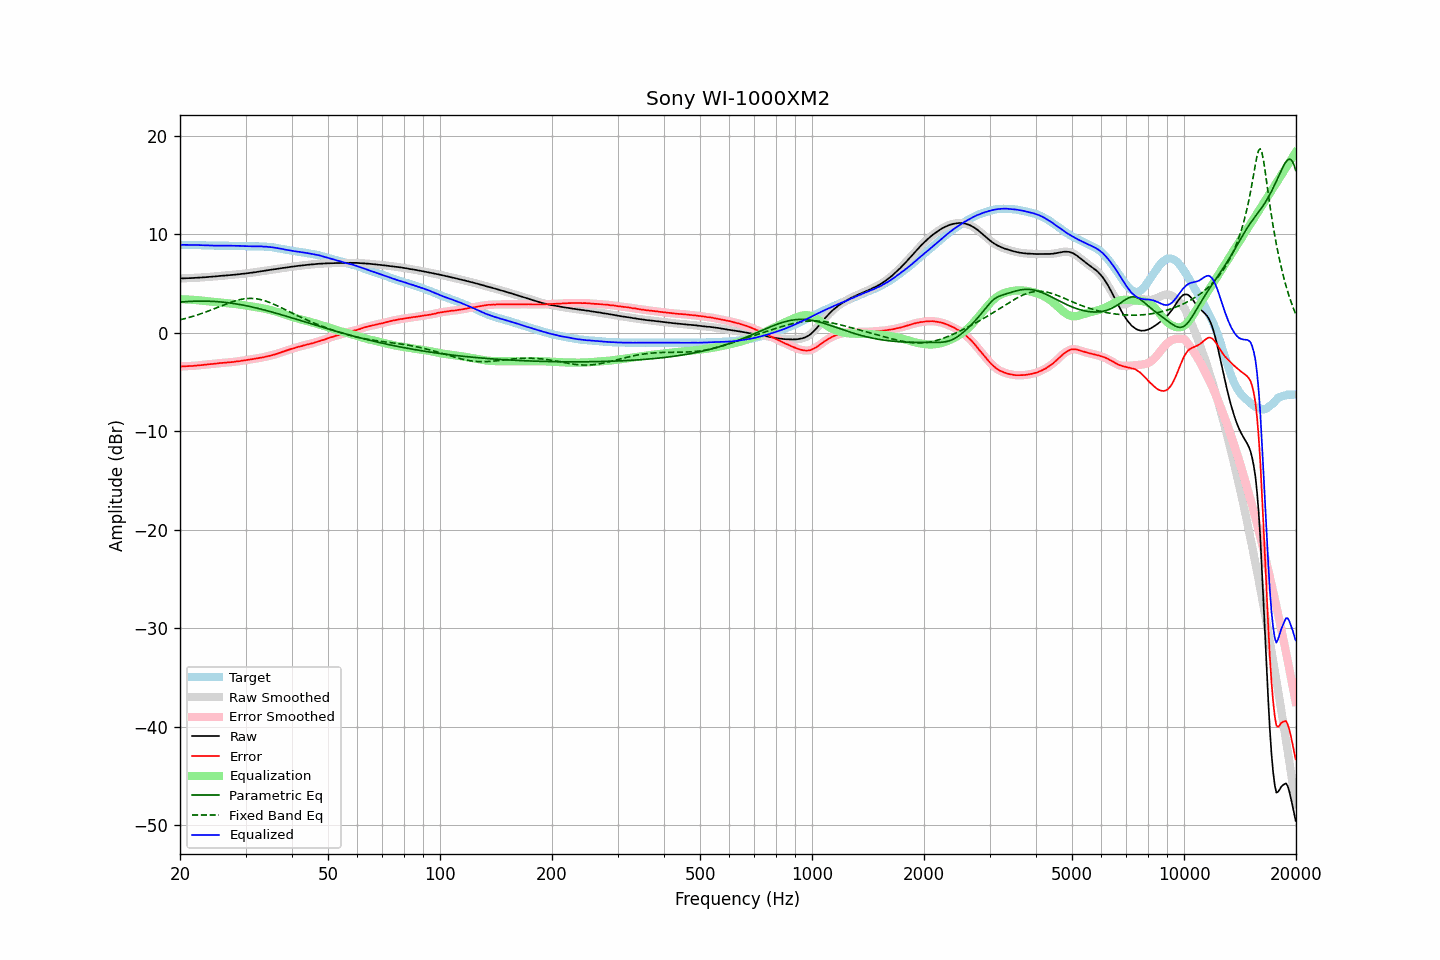 Sony WI-1000XM2
Amplitude (dBr)
20
10
0
−10
−20
−30
−40
−50
Target
Raw Smoothed
Error Smoothed
Raw
Error
Equalization
Parametric Eq
Fixed Band Eq
Equalized
20 50 100 200 500 1000 2000 5000 10000 20000
Frequency (Hz)